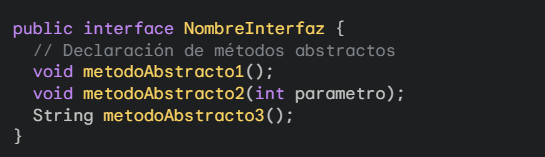 public interface NombreInterfaz {
  // Declaración de métodos abstractos
  void metodoAbstracto1();
  void metodoAbstracto2(int parametro);
  String metodoAbstracto3();
}